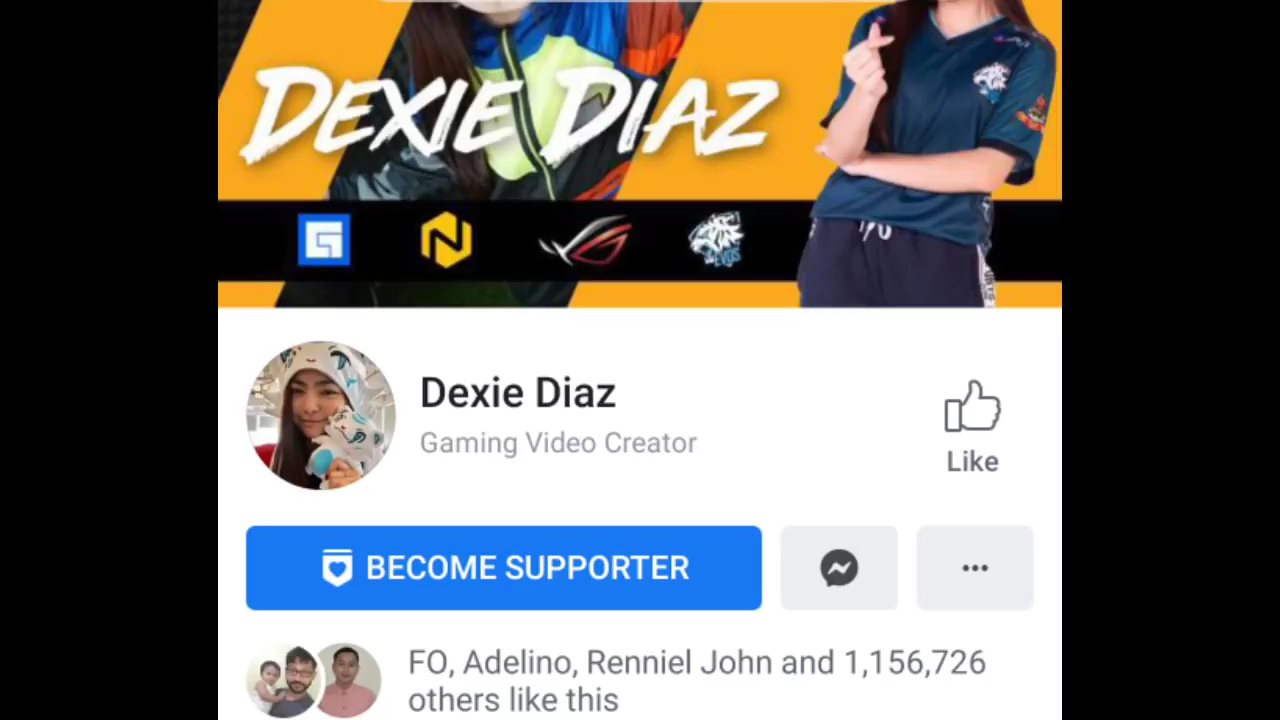 DEXIE DIAZ
EVOS
Dexie Diaz
Gaming Video Creator
Like
BECOME SUPPORTER
FO, Adelino, Renniel John and 1,156,726
others like this